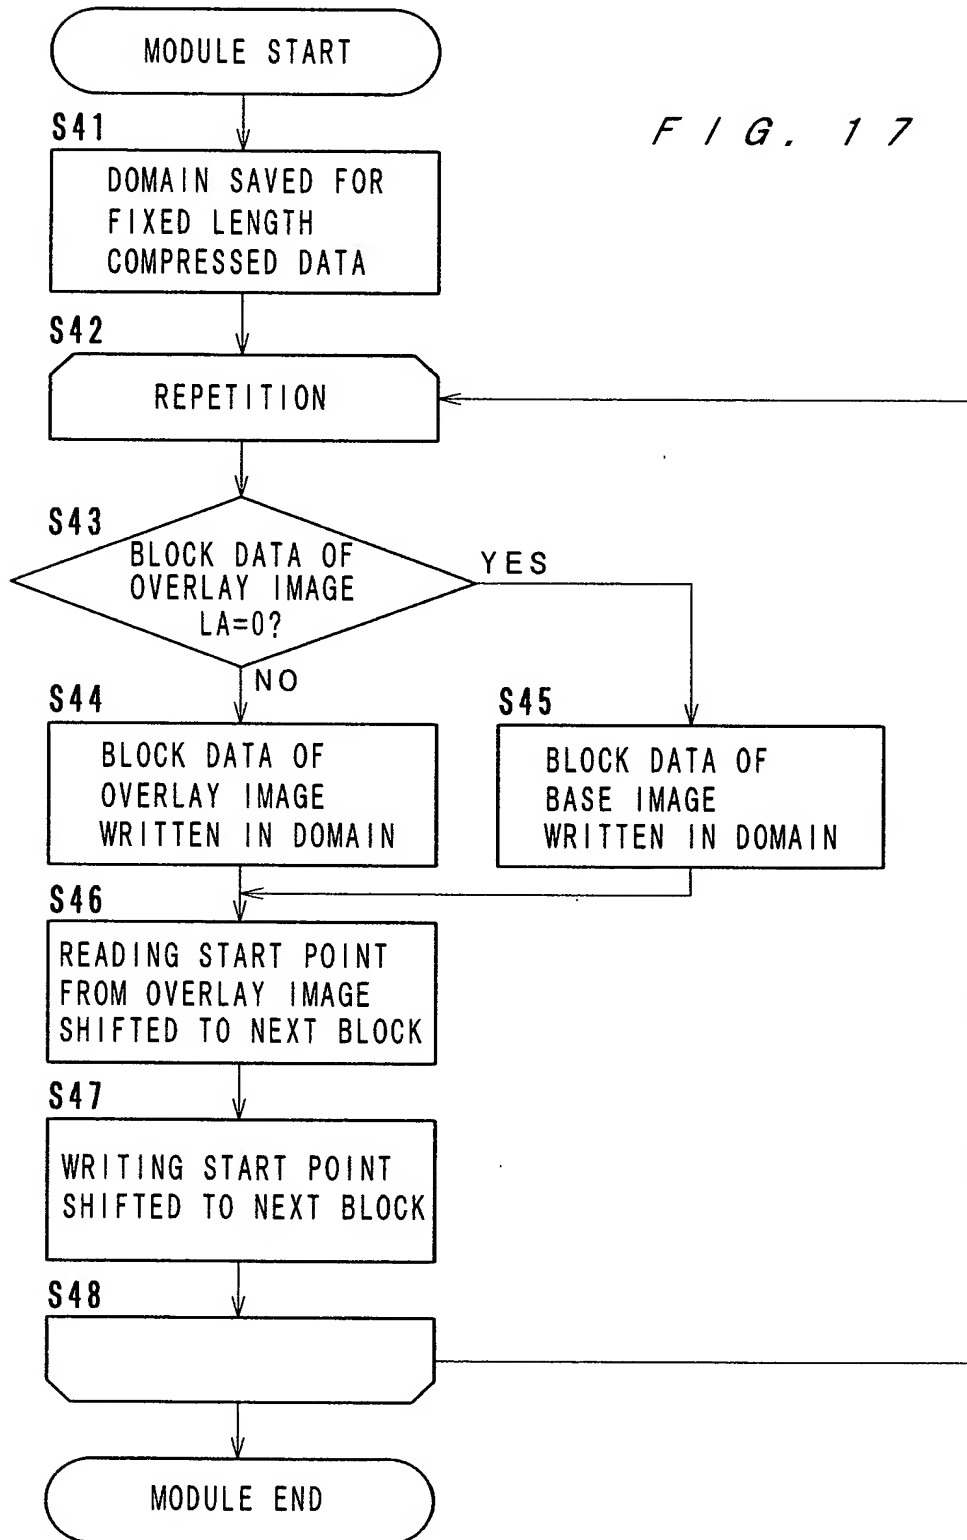 MODULE START
FIG. 17
S41
DOMAIN SAVED FOR
FIXED LENGTH
COMPRESSED DATA
S42
REPETITION
S43
BLOCK DATA OF
OVERLAY IMAGE
LA=0?
YES
NO
S44
BLOCK DATA OF
OVERLAY IMAGE
WRITTEN IN DOMAIN
S45
BLOCK DATA OF
BASE IMAGE
WRITTEN IN DOMAIN
S46
READING START POINT
FROM OVERLAY IMAGE
SHIFTED TO NEXT BLOCK
S47
WRITING START POINT
SHIFTED TO NEXT BLOCK
S48
MODULE END